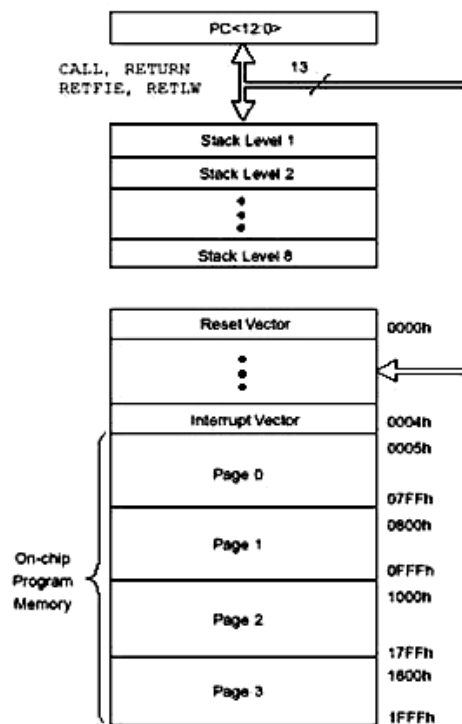 PC<12:0>
CALL, RETURN
RETFIE, RETLW
13
Stack Level 1
Stack Level 2
Stack Level 8
Reset Vector
0000h
Interrupt Vector
0004h
0005h
Page 0
07FFh
0800h
Page 1
0FFFh
On-chip
Program
Memory
1000h
Page 2
17FFh
1800h
Page 3
1FFFh